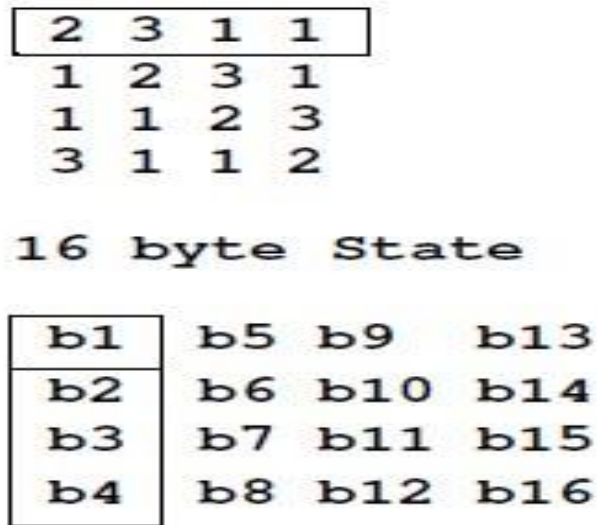 2 3 1 1
1 2 3 1
1 1 2 3
3 1 1 2
16 byte State
b1 b5 b9 b13
b2 b6 b10 b14
b3 b7 b11 b15
b4 b8 b12 b16